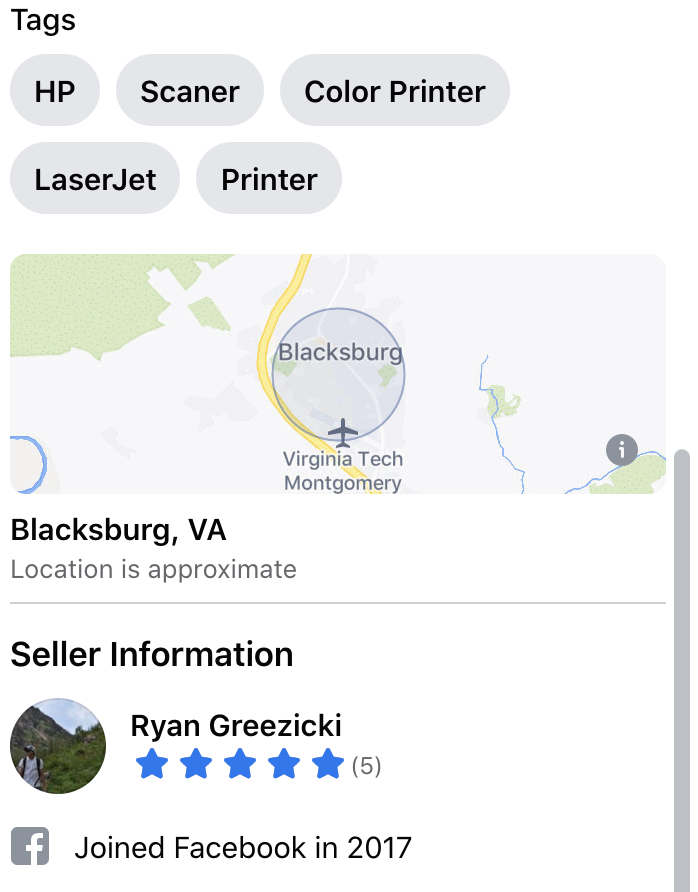 Tags
HP Scaner Color Printer
LaserJet Printer
Blacksburg
Virginia Tech
Montgomery
Blacksburg, VA
Location is approximate
Seller Information
Ryan Greezicki
(5)
Joined Facebook in 2017